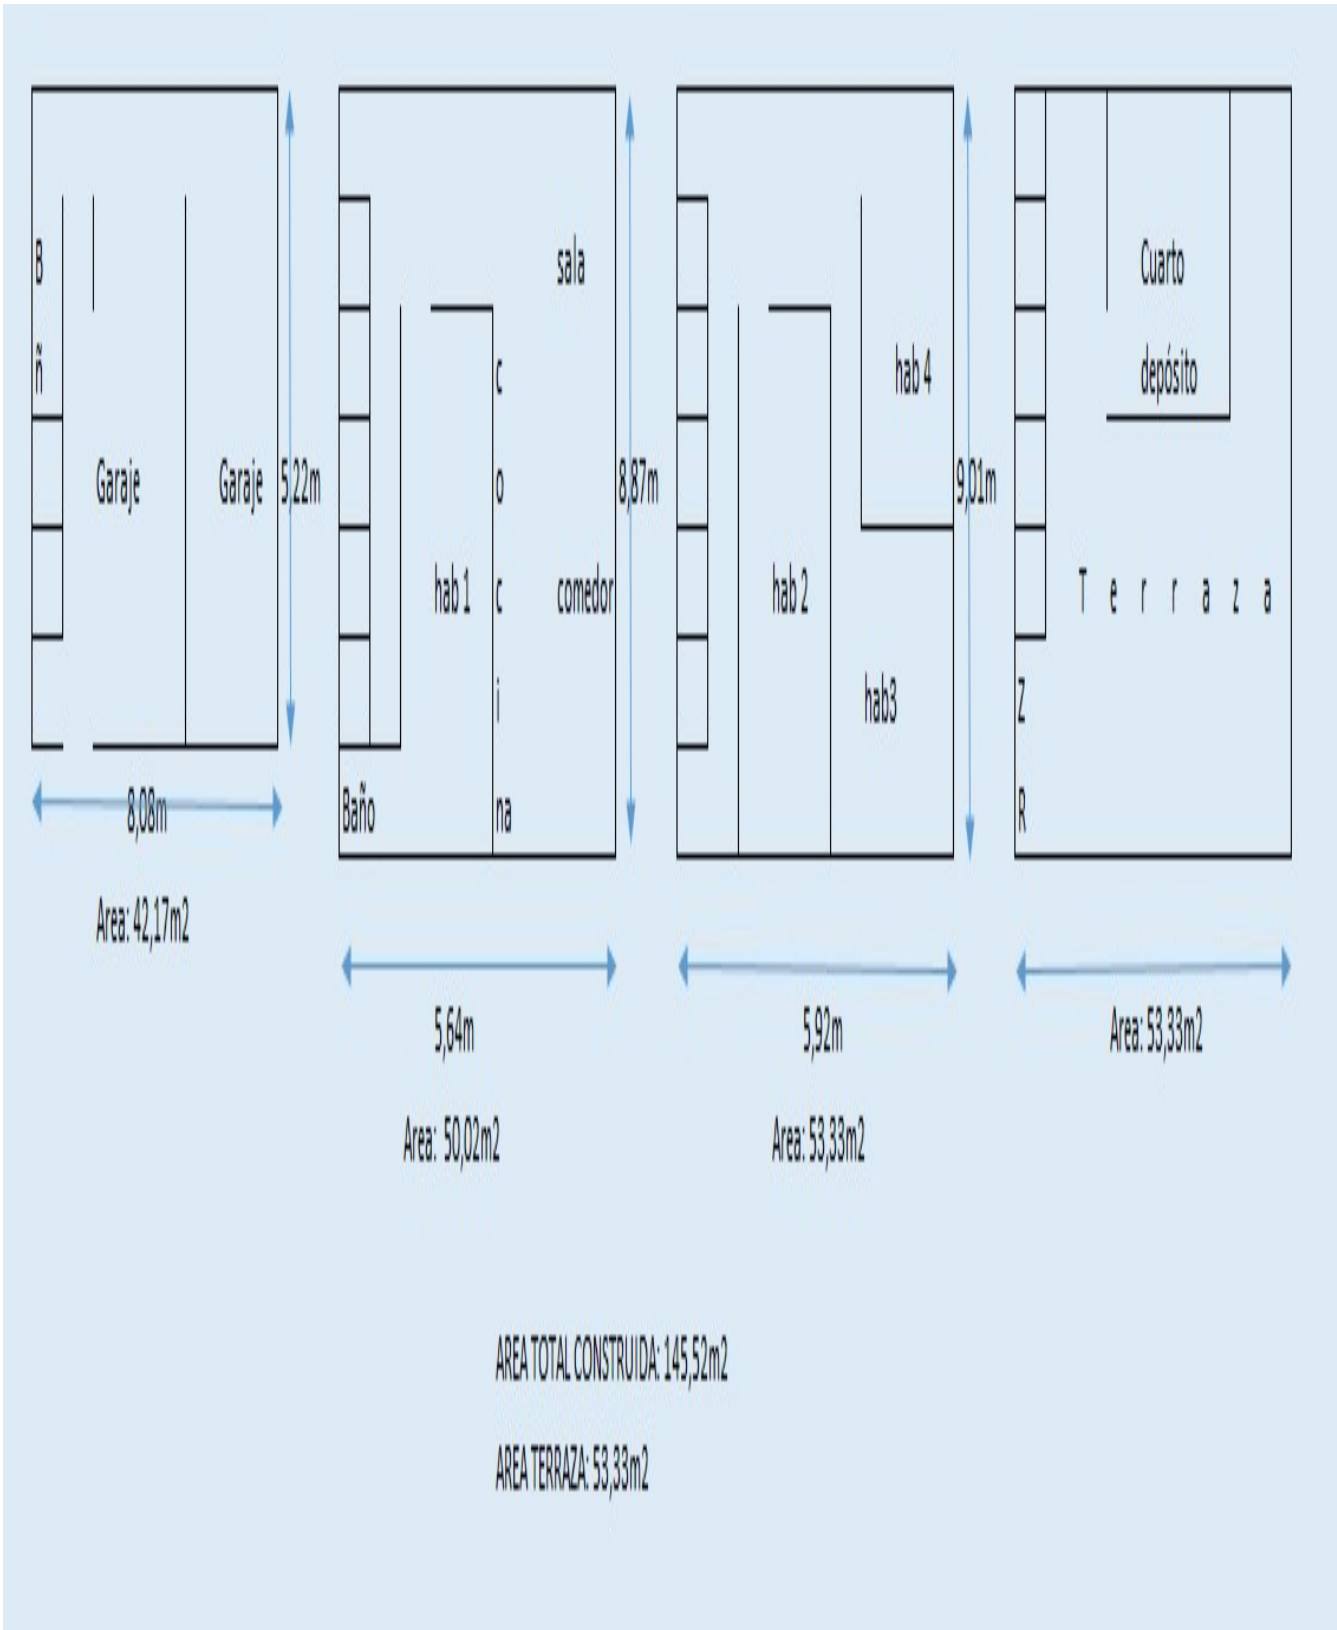 B
ñ
Garaje
Garaje
5,22m
8,08m
Area: 42,17m2
sala
c
o
c
i
na
hab 1
comedor
Baño
8,87m
5,64m
Area: 50,02m2
hab 4
hab 2
hab3
9,01m
5,92m
Area: 53,33m2
Cuarto
depósito
T e r r a z a
Z
R
Area: 53,33m2
AREA TOTAL CONSTRUIDA: 145,52m2
AREA TERRAZA: 53,33m2